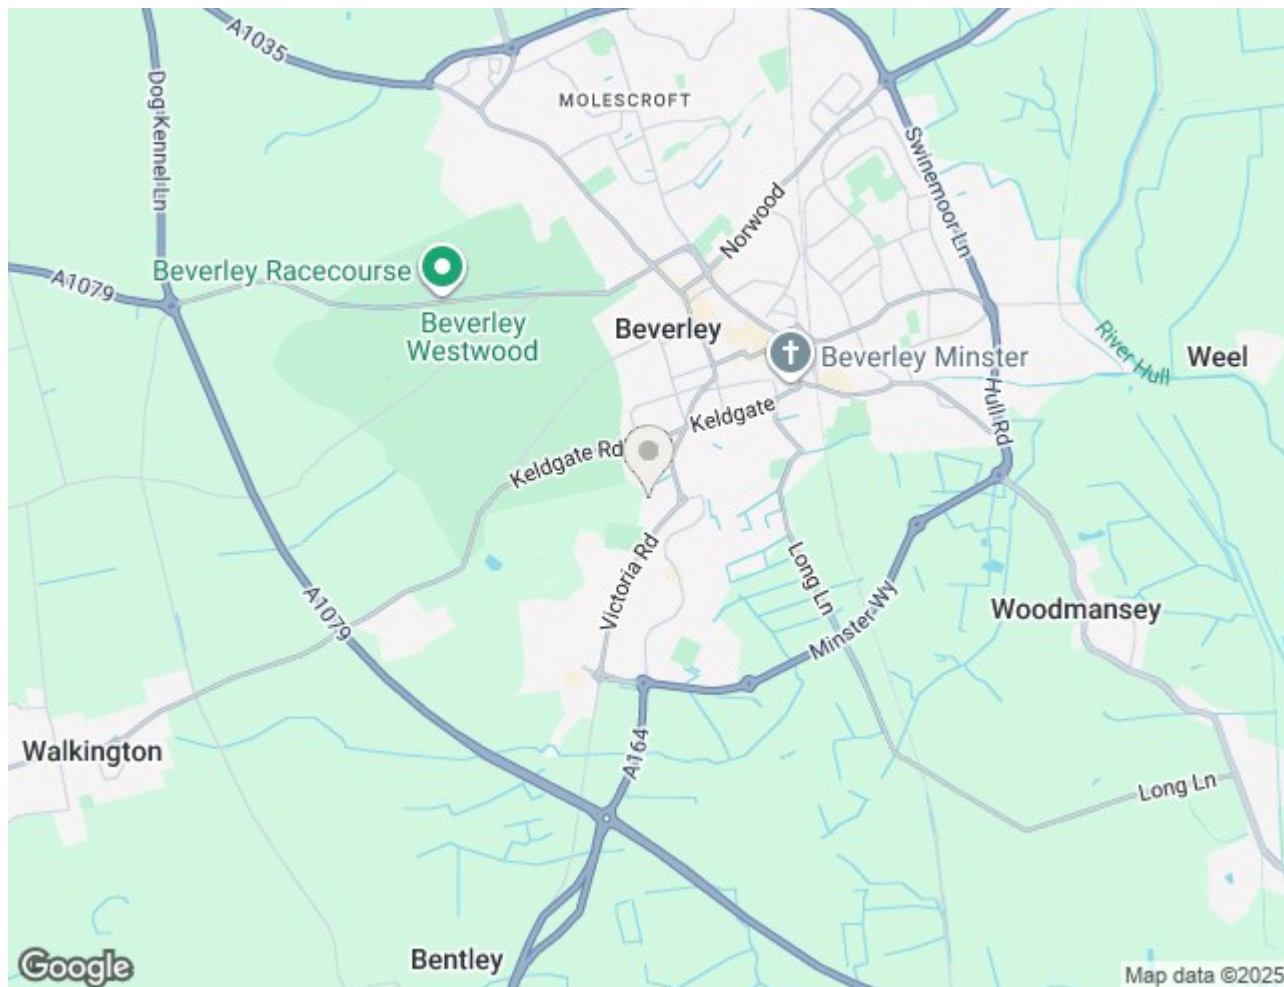 A1035
MOLESCROFT
Dog Kennel Ln
Swinemoor Ln
Norwood
A1079
Beverley Racecourse
Beverley
Westwood
Beverley
Beverley Minster
River Hull
Weel
Hull Rd
Keldgate
Keldgate Rd
Victoria Rd
Long Ln
Minster Wy
Woodmansey
A1079
Walkington
A164
Long Ln
Bentley
Google
Map data ©2025